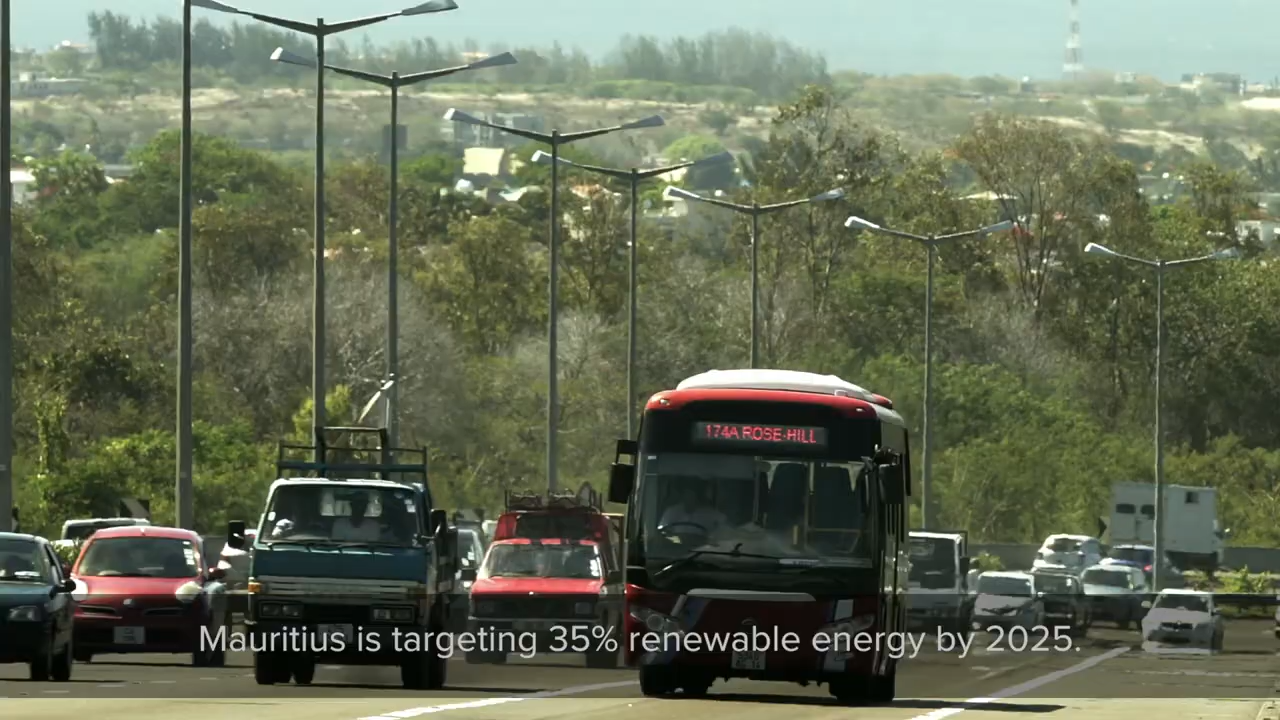 174A ROSE-HILL
Mauritius is targeting 35% renewable energy by 2025.